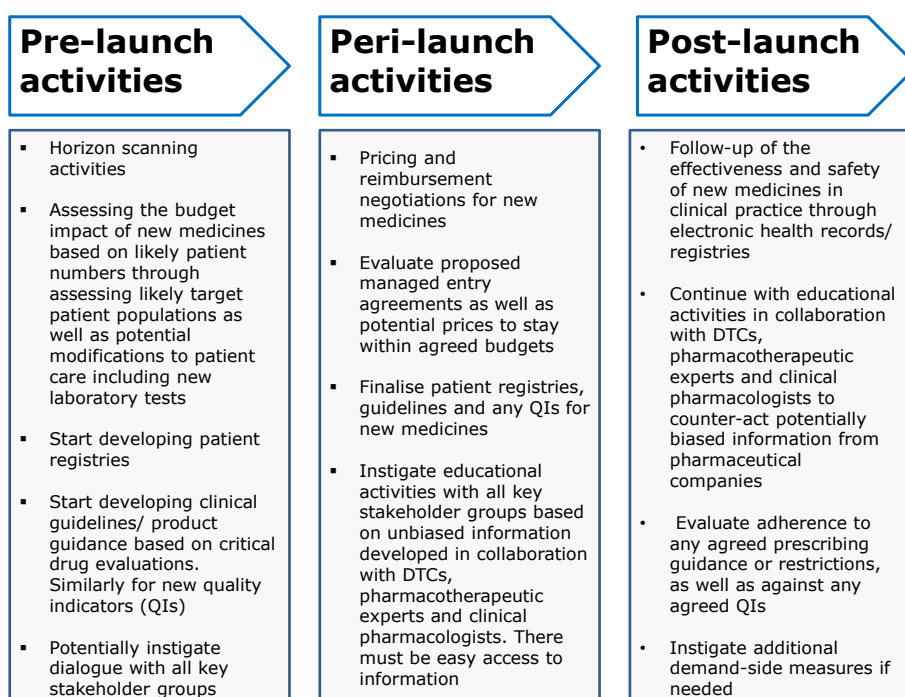 Pre-launch
activities
▪ Horizon scanning
activities
▪ Assessing the budget
impact of new medicines
based on likely patient
numbers through
assessing likely target
patient populations as
well as potential
modifications to patient
care including new
laboratory tests
▪ Start developing patient
registries
▪ Start developing clinical
guidelines/ product
guidance based on critical
drug evaluations.
Similarly for new quality
indicators (QIs)
▪ Potentially instigate
dialogue with all key
stakeholder groups
Peri-launch
activities
▪ Pricing and
reimbursement
negotiations for new
medicines
▪ Evaluate proposed
managed entry
agreements as well as
potential prices to stay
within agreed budgets
▪ Finalise patient registries,
guidelines and any QIs for
new medicines
▪ Instigate educational
activities with all key
stakeholder groups based
on unbiased information
developed in collaboration
with DTCs,
pharmacotherapeutic
experts and clinical
pharmacologists. There
must be easy access to
information
Post-launch
activities
• Follow-up of the
effectiveness and safety
of new medicines in
clinical practice through
electronic health records/
registries
• Continue with educational
activities in collaboration
with DTCs,
pharmacotherapeutic
experts and clinical
pharmacologists to
counter-act potentially
biased information from
pharmaceutical
companies
• Evaluate adherence to
any agreed prescribing
guidance or restrictions,
as well as against any
agreed QIs
• Instigate additional
demand-side measures if
needed